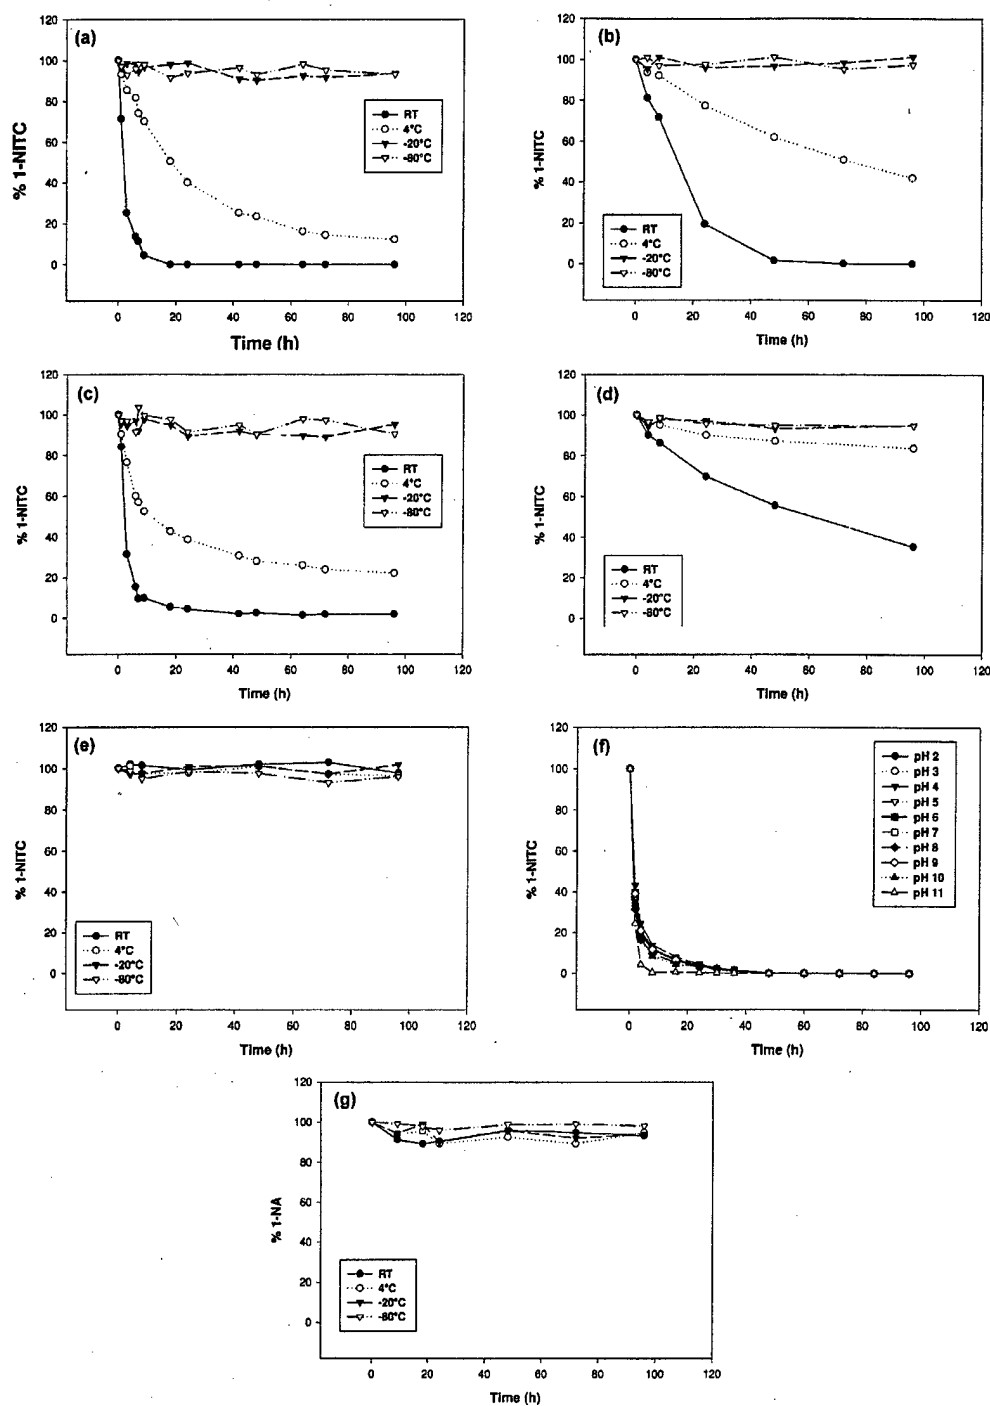 (a)
120
100
80
60
40
20
0
% 1-NITC
RT
4°C
-20°C
-80°C
0 20 40 60 80 100 120
Time (h)
(b)
120
100
80
60
40
20
0
% 1-NITC
RT
4°C
-20°C
-80°C
0 20 40 60 80 100 120
Time (h)
(c)
120
100
80
60
40
20
0
% 1-NITC
RT
4°C
-20°C
-80°C
0 20 40 60 80 100 120
Time (h)
(d)
120
100
80
60
40
20
0
% 1-NITC
RT
4°C
-20°C
-80°C
0 20 40 60 80 100 120
Time (h)
(e)
120
100
80
60
40
20
0
% 1-NITC
RT
4°C
-20°C
-80°C
0 20 40 60 80 100 120
Time (h)
(f)
120
100
80
60
40
20
0
% 1-NITC
pH 2
pH 3
pH 4
pH 5
pH 6
pH 7
pH 8
pH 9
pH 10
pH 11
0 20 40 60 80 100 120
Time (h)
(g)
120
100
80
60
40
20
0
% 1-NA
RT
4°C
-20°C
-80°C
0 20 40 60 80 100 120
Time (h)